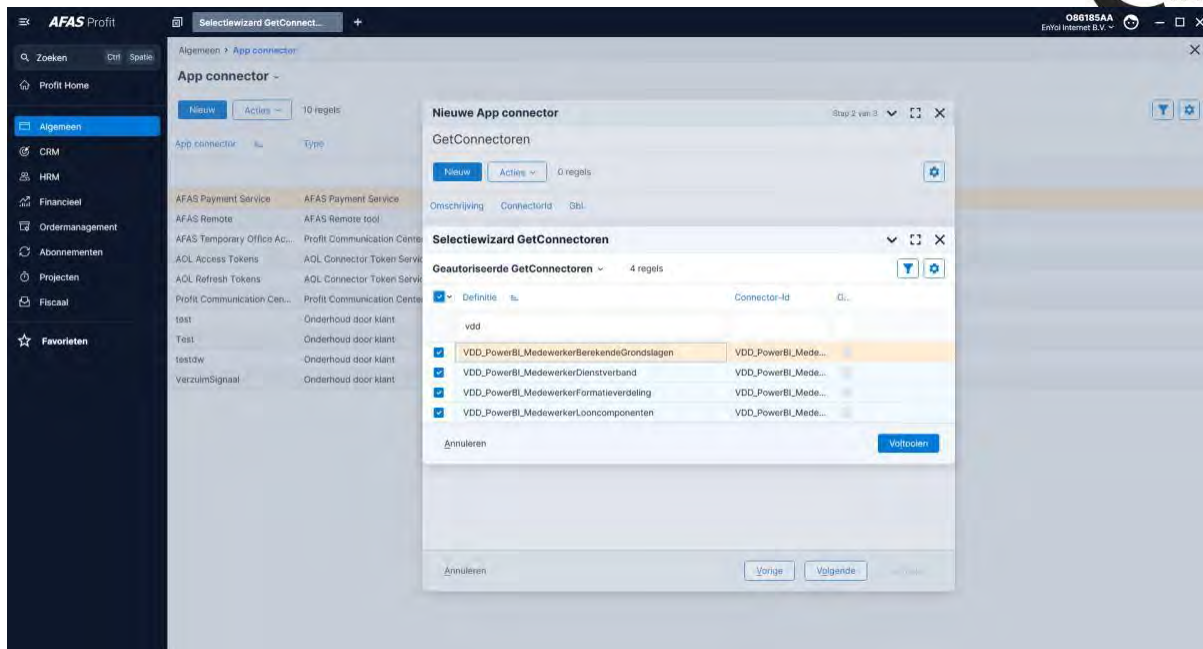 AFAS Profit
Selectiewizard GetConnect...
+
O86185AA
EnYoi Internet B.V.
Zoeken Ctrl Spatie
Profit Home
Algemeen
CRM
HRM
Financieel
Ordermanagement
Abonnementen
Projecten
Fiscaal
Favorieten
Algemeen > App connector
App connector
Nieuw Acties 10 regels
App connector Type
AFAS Payment Service AFAS Payment Service
AFAS Remote AFAS Remote tool
AFAS Temporary Office Ac... Profit Communication Cente
AOL Access Tokens AOL Connector Token Servic
AOL Refresh Tokens AOL Connector Token Servic
Profit Communication Cen... Profit Communication Cente
test Onderhoud door klant
Test Onderhoud door klant
testdw Onderhoud door klant
VerzuimSignaal Onderhoud door klant
Nieuwe App connector Stap 2 van 3
GetConnectoren
Nieuw Acties 0 regels
Omschrijving ConnectorId Gbl.
Selectiewizard GetConnectoren
Geautoriseerde GetConnectoren 4 regels
Definitie Connector-Id G...
vdd
VDD_PowerBI_MedewerkerBerekendeGrondslagen VDD_PowerBI_Mede...
VDD_PowerBI_MedewerkerDienstverband VDD_PowerBI_Mede...
VDD_PowerBI_MedewerkerFormatieverdeling VDD_PowerBI_Mede...
VDD_PowerBI_MedewerkerLooncomponenten VDD_PowerBI_Mede...
Annuleren Voltooien
Annuleren Vorige Volgende